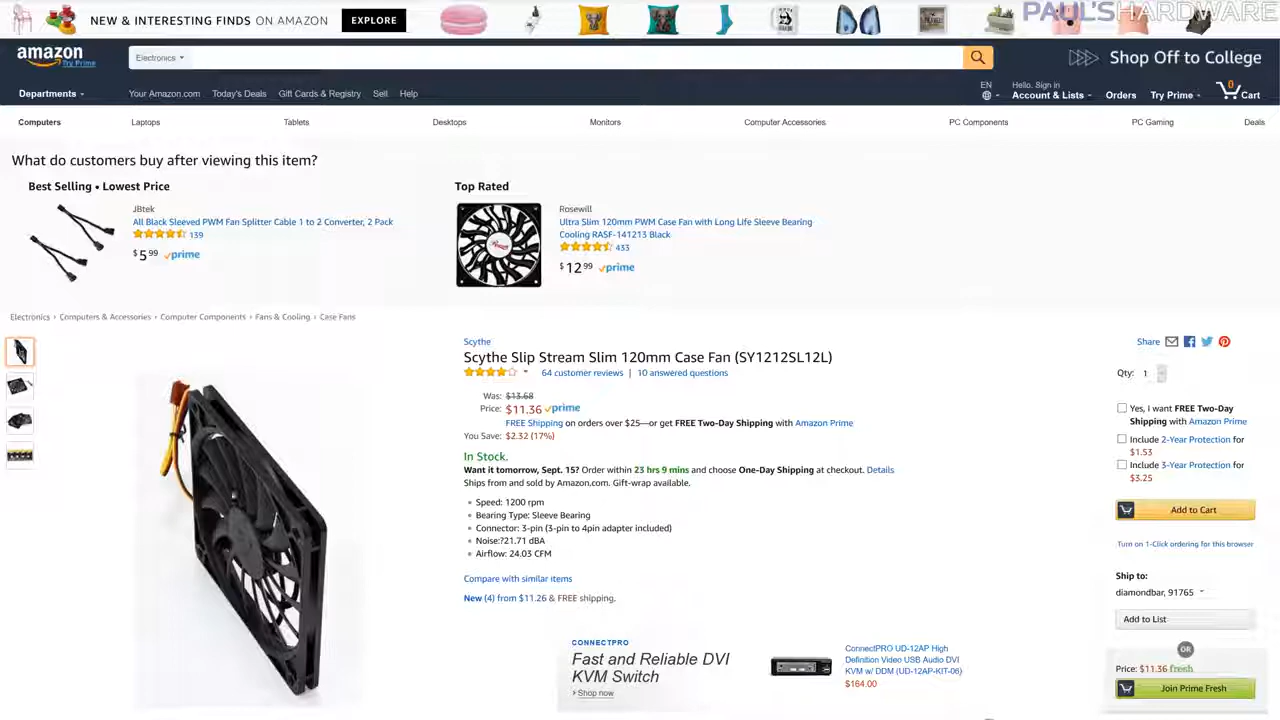 NEW & INTERESTING FINDS ON AMAZON
EXPLORE
PAUL'S HARDWARE
amazon
Try Prime
Electronics
Shop Off to College
Departments
Your Amazon.com
Today's Deals
Gift Cards & Registry
Sell
Help
EN
Hello. Sign in
Account & Lists
Orders
Try Prime
0
Cart
Computers
Laptops
Tablets
Desktops
Monitors
Computer Accessories
PC Components
PC Gaming
Deals
What do customers buy after viewing this item?
Best Selling • Lowest Price
JBtek
All Black Sleeved PWM Fan Splitter Cable 1 to 2 Converter, 2 Pack
139
$5 99 prime
Top Rated
Rosewill
Ultra Slim 120mm PWM Case Fan with Long Life Sleeve Bearing
Cooling RASF-141213 Black
433
$12 99 prime
Electronics › Computers & Accessories › Computer Components › Fans & Cooling › Case Fans
Scythe
Scythe Slip Stream Slim 120mm Case Fan (SY1212SL12L)
64 customer reviews | 10 answered questions
Was: $13.68
Price: $11.36 prime
FREE Shipping on orders over $25—or get FREE Two-Day Shipping with Amazon Prime
You Save: $2.32 (17%)
In Stock.
Want it tomorrow, Sept. 15? Order within 23 hrs 9 mins and choose One-Day Shipping at checkout. Details
Ships from and sold by Amazon.com. Gift-wrap available.
Speed: 1200 rpm
Bearing Type: Sleeve Bearing
Connector: 3-pin (3-pin to 4pin adapter included)
Noise:?21.71 dBA
Airflow: 24.03 CFM
Compare with similar items
New (4) from $11.26 & FREE shipping.
CONNECTPRO
Fast and Reliable DVI
KVM Switch
› Shop now
ConnectPRO UD-12AP High
Definition Video USB Audio DVI
KVM w/ DDM (UD-12AP-KIT-06)
$164.00
Share
Qty: 1
Yes, I want FREE Two-Day
Shipping with Amazon Prime
Include 2-Year Protection for
$1.53
Include 3-Year Protection for
$3.25
Add to Cart
Turn on 1-Click ordering for this browser
Ship to:
diamondbar, 91765
Add to List
OR
Price: $11.36 fresh
Join Prime Fresh